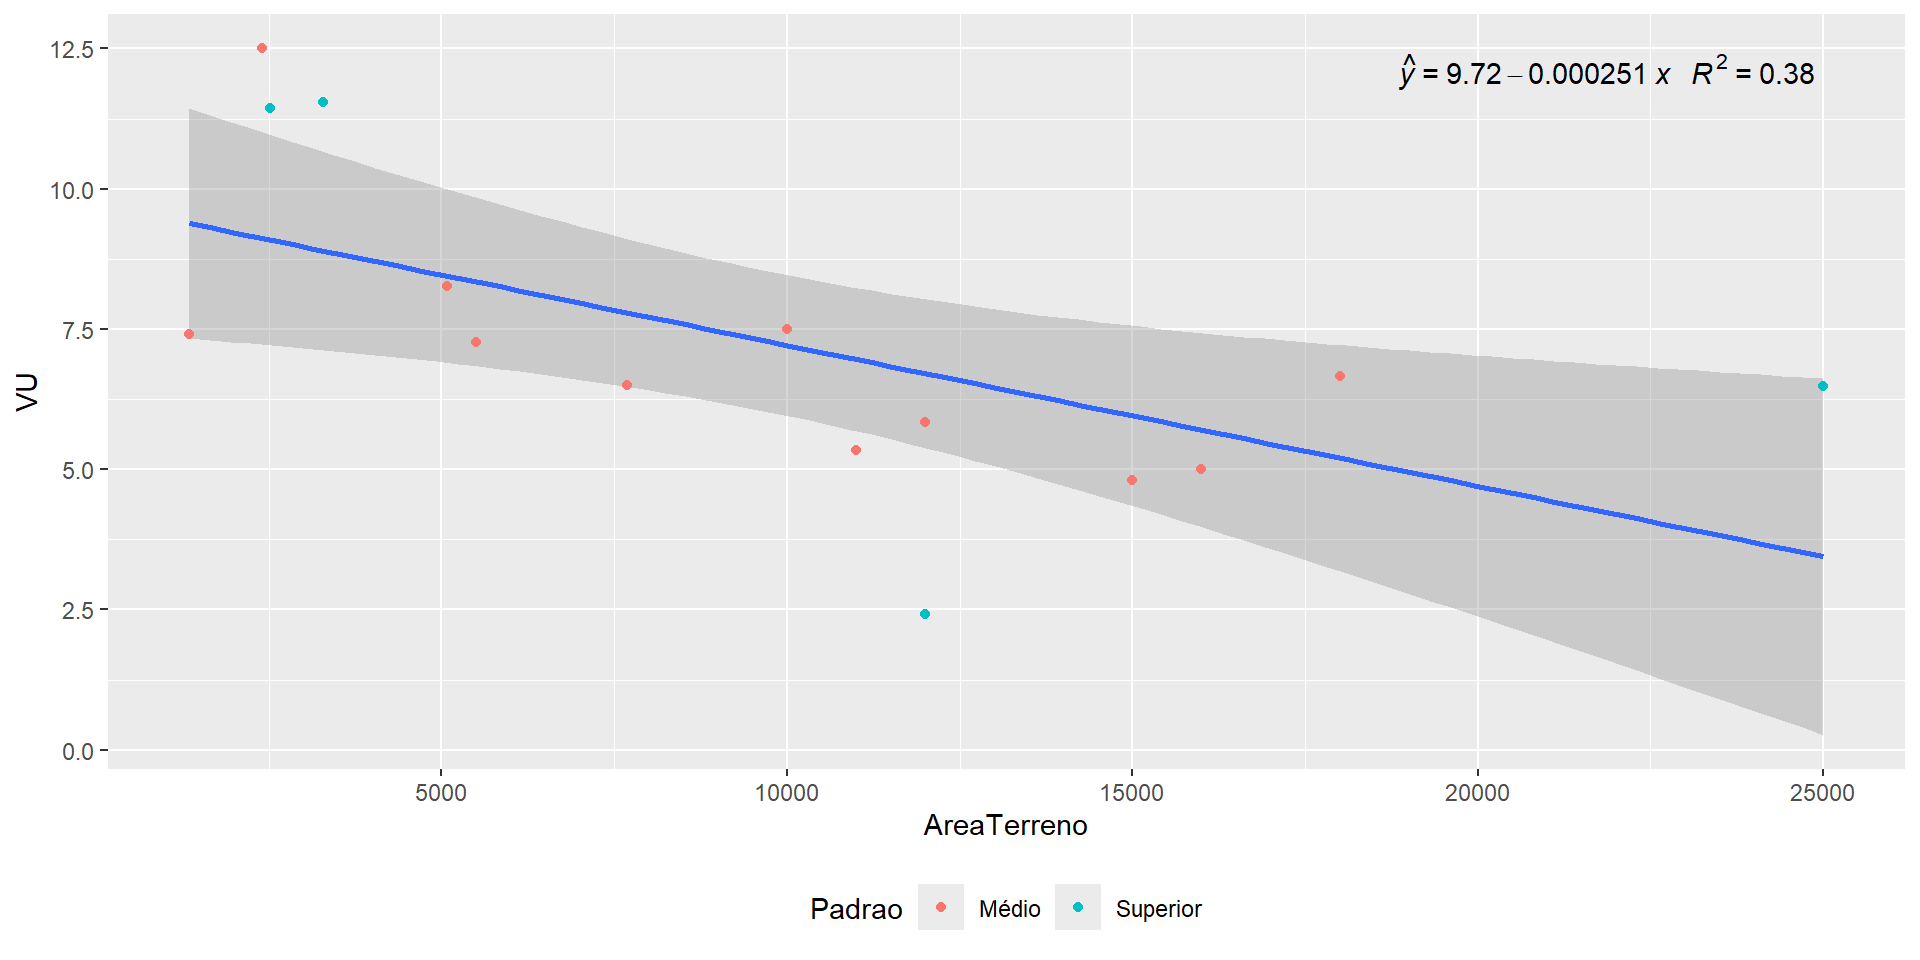 12.5
ŷ = 9.72 − 0.000251 x R² = 0.38
10.0
7.5
VU
5.0
2.5
0.0
5000 10000 15000 20000 25000
AreaTerreno
Padrao Médio Superior